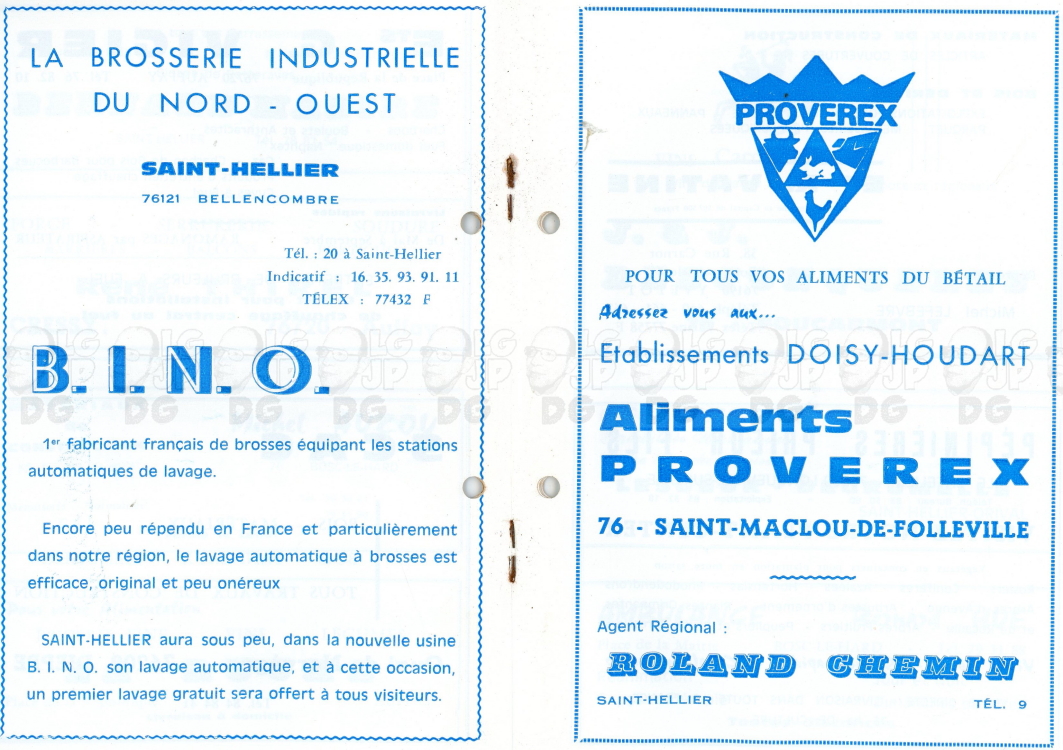 LA BROSSERIE INDUSTRIELLE
DU NORD - OUEST
SAINT-HELLIER
76121 BELLENCOMBRE
Tél. : 20 à Saint-Hellier
Indicatif : 16. 35. 93. 91. 11
TÉLEX : 77432 F
B. I. N. O.
1er fabricant français de brosses équipant les stations
automatiques de lavage.
Encore peu répendu en France et particulièrement
dans notre région, le lavage automatique à brosses est
efficace, original et peu onéreux
SAINT-HELLIER aura sous peu, dans la nouvelle usine
B. I. N. O. son lavage automatique, et à cette occasion,
un premier lavage gratuit sera offert à tous visiteurs.
PROVEREX
POUR TOUS VOS ALIMENTS DU BÉTAIL
Adressez vous aux...
Etablissements DOISY-HOUDART
Aliments
PROVEREX
76 - SAINT-MACLOU-DE-FOLLEVILLE
Agent Régional :
ROLAND CHEMIN
SAINT-HELLIER TÉL. 9